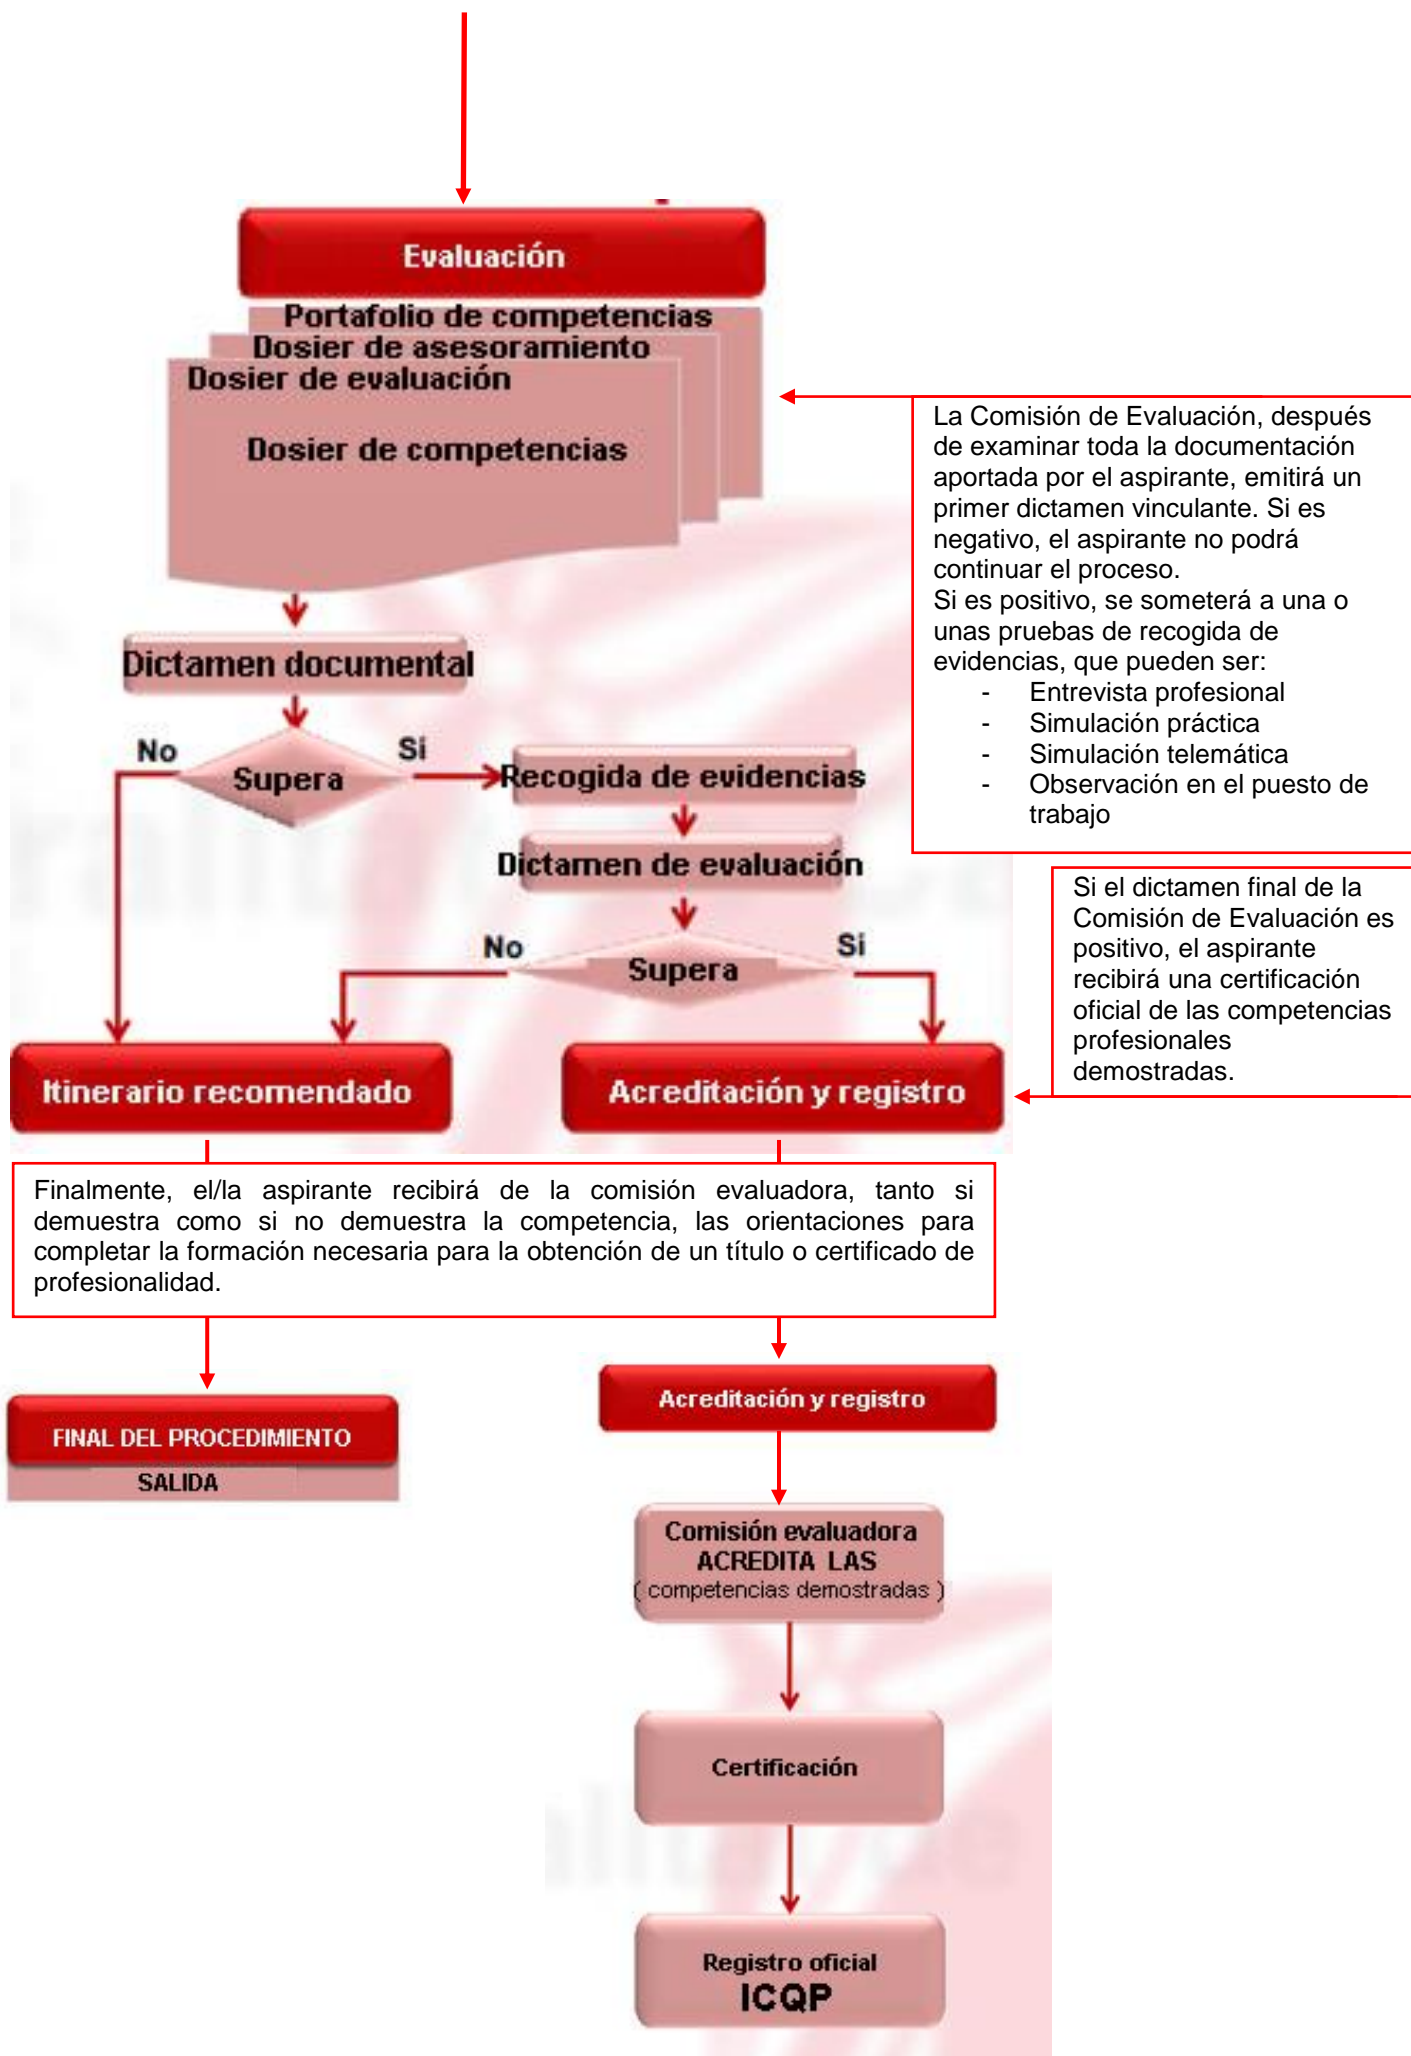 Evaluación
Portafolio de competencias
Dosier de asesoramiento
Dosier de evaluación
Dosier de competencias
La Comisión de Evaluación, después
de examinar toda la documentación
aportada por el aspirante, emitirá un
primer dictamen vinculante. Si es
negativo, el aspirante no podrá
continuar el proceso.
Si es positivo, se someterá a una o
unas pruebas de recogida de
evidencias, que pueden ser:
- Entrevista profesional
- Simulación práctica
- Simulación telemática
- Observación en el puesto de
trabajo
Dictamen documental
No
Si
Supera
Recogida de evidencias
Dictamen de evaluación
No
Si
Supera
Si el dictamen final de la
Comisión de Evaluación es
positivo, el aspirante
recibirá una certificación
oficial de las competencias
profesionales
demostradas.
Itinerario recomendado
Acreditación y registro
Finalmente, el/la aspirante recibirá de la comisión evaluadora, tanto si
demuestra como si no demuestra la competencia, las orientaciones para
completar la formación necesaria para la obtención de un título o certificado de
profesionalidad.
FINAL DEL PROCEDIMIENTO
SALIDA
Acreditación y registro
Comisión evaluadora
ACREDITA LAS
( competencias demostradas )
Certificación
Registro oficial
ICQP